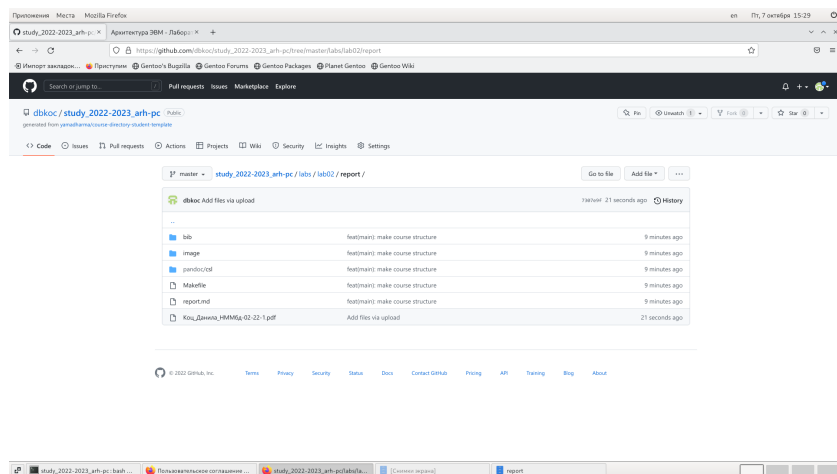 Приложения Места Mozilla Firefox en Пт, 7 октября 15:29
study_2022-2023_arh-pc Архитектура ЭВМ - Лаборат
https://github.com/dbkoc/study_2022-2023_arh-pc/tree/master/labs/lab02/report
Импорт закладок... Приступим Gentoo's Bugzilla Gentoo Forums Gentoo Packages Planet Gentoo Gentoo Wiki
Search or jump to... / Pull requests Issues Marketplace Explore
dbkoc / study_2022-2023_arh-pc Public Pin Unwatch 1 Fork 0 Star 0
generated from yamadharma/course-directory-student-template
Code Issues Pull requests Actions Projects Wiki Security Insights Settings
master study_2022-2023_arh-pc / labs / lab02 / report / Go to file Add file ...
dbkoc Add files via upload 21 seconds ago History
..
bib feat(main): make course structure 9 minutes ago
image feat(main): make course structure 9 minutes ago
pandoc/csl feat(main): make course structure 9 minutes ago
Makefile feat(main): make course structure 9 minutes ago
report.md feat(main): make course structure 9 minutes ago
Коц_Данила_НММбд-02-22-1.pdf Add files via upload 21 seconds ago
© 2022 GitHub, Inc. Terms Privacy Security Status Docs Contact GitHub Pricing API Training Blog About
study_2022-2023_arh-pc : bash ... Пользовательское соглашение ... study_2022-2023_arh-pc/labs/la... [Снимки экрана] report